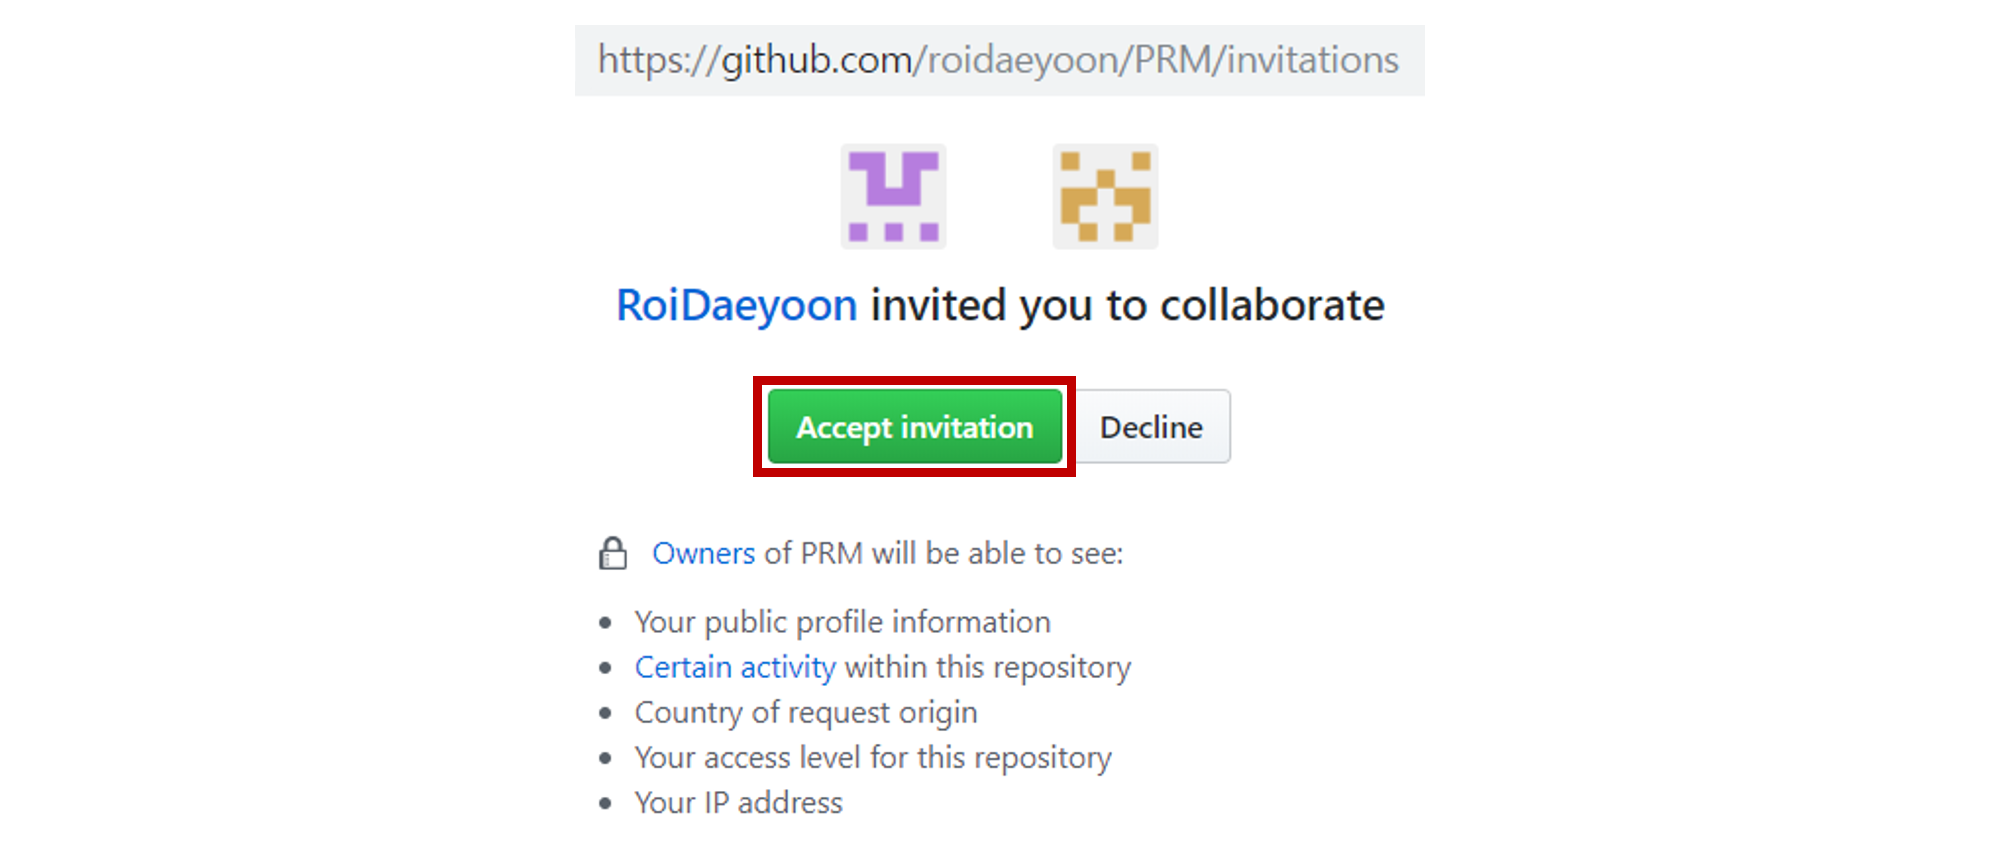 https://github.com/roidaeyoon/PRM/invitations
RoiDaeyoon invited you to collaborate
Accept invitation Decline
Owners of PRM will be able to see:
• Your public profile information
• Certain activity within this repository
• Country of request origin
• Your access level for this repository
• Your IP address